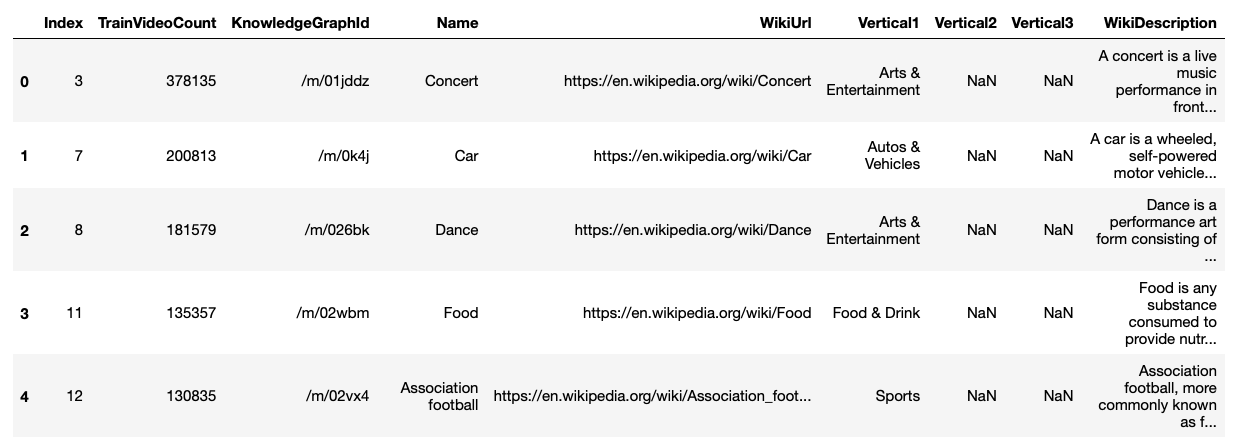 Index TrainVideoCount KnowledgeGraphId Name WikiUrl Vertical1 Vertical2 Vertical3 WikiDescription
0 3 378135 /m/01jddz Concert https://en.wikipedia.org/wiki/Concert Arts & Entertainment NaN NaN A concert is a live music performance in front...
1 7 200813 /m/0k4j Car https://en.wikipedia.org/wiki/Car Autos & Vehicles NaN NaN A car is a wheeled, self-powered motor vehicle...
2 8 181579 /m/026bk Dance https://en.wikipedia.org/wiki/Dance Arts & Entertainment NaN NaN Dance is a performance art form consisting of ...
3 11 135357 /m/02wbm Food https://en.wikipedia.org/wiki/Food Food & Drink NaN NaN Food is any substance consumed to provide nutr...
4 12 130835 /m/02vx4 Association football https://en.wikipedia.org/wiki/Association_foot... Sports NaN NaN Association football, more commonly known as f...